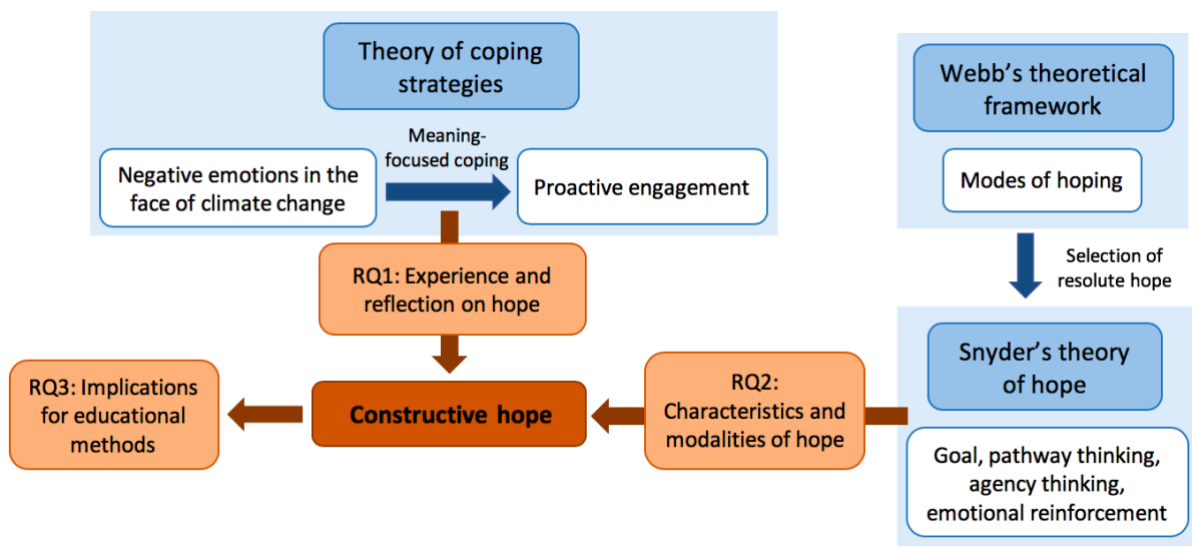 Theory of coping
strategies
Meaning-
focused coping
Negative emotions in the
face of climate change
Proactive engagement
Webb’s theoretical
framework
Modes of hoping
Selection of
resolute hope
RQ1: Experience and
reflection on hope
Snyder’s theory
of hope
Goal, pathway thinking,
agency thinking,
emotional reinforcement
RQ2:
Characteristics and
modalities of hope
Constructive hope
RQ3: Implications
for educational
methods